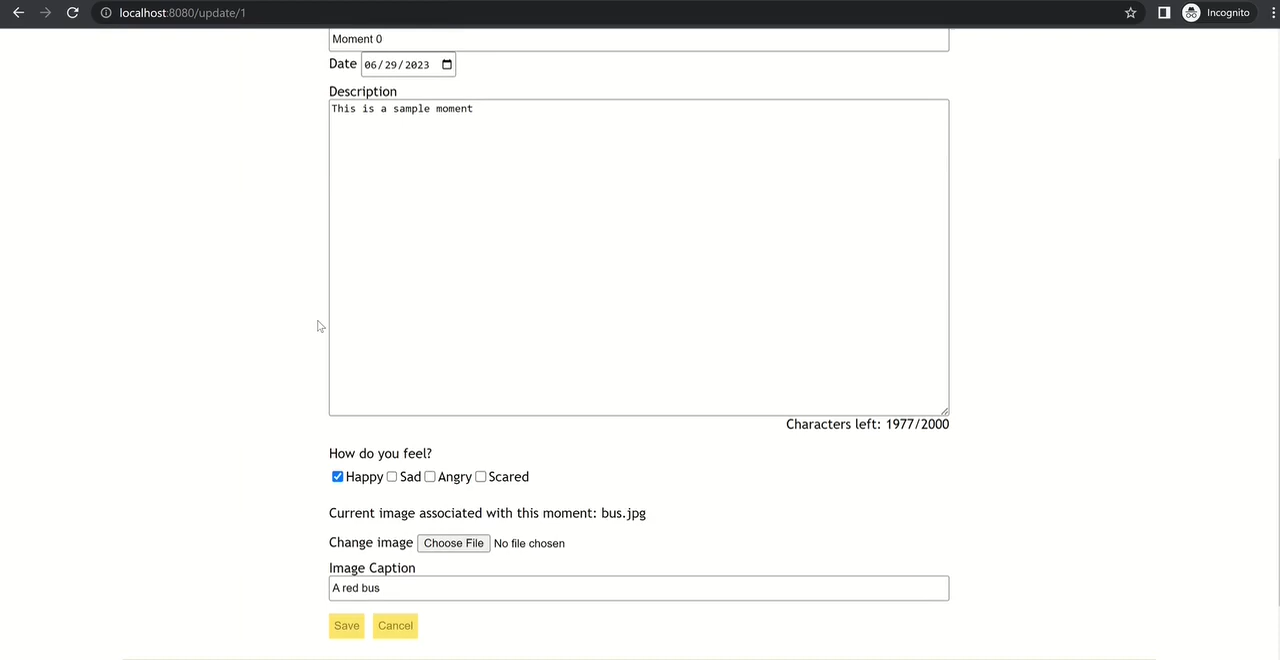 localhost:8080/update/1
Incognito
Moment 0
Date 06/29/2023
Description
This is a sample moment
Characters left: 1977/2000
How do you feel?
Happy Sad Angry Scared
Current image associated with this moment: bus.jpg
Change image Choose File No file chosen
Image Caption
A red bus
Save Cancel